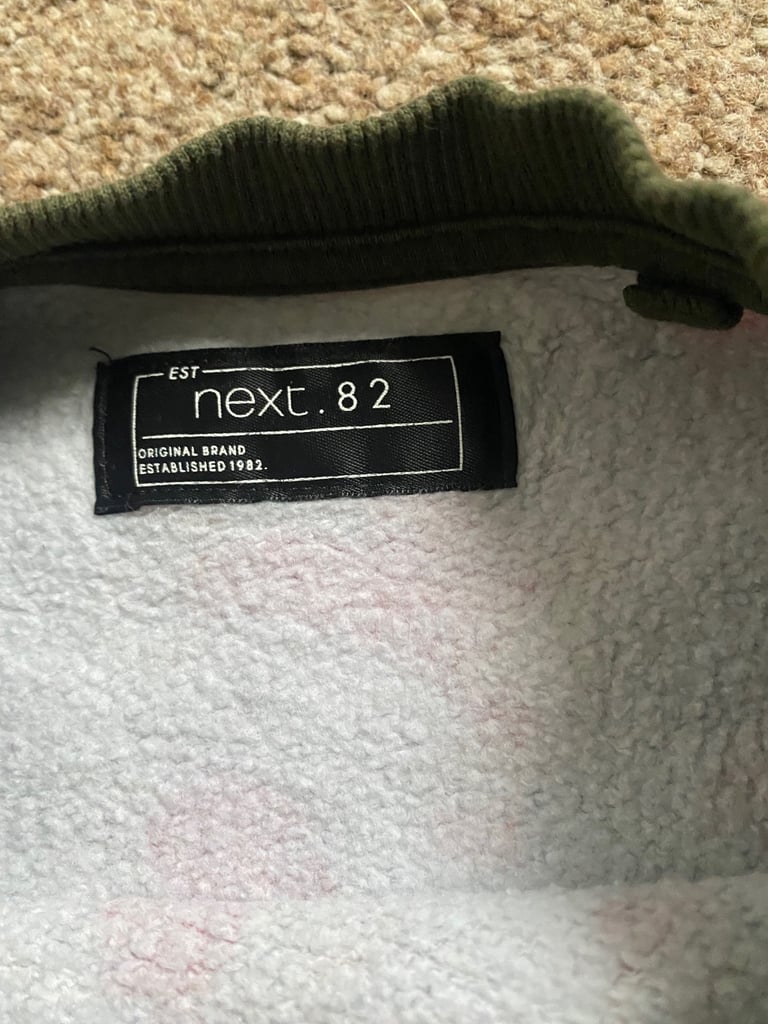 EST
next.82
ORIGINAL BRAND
ESTABLISHED 1982.